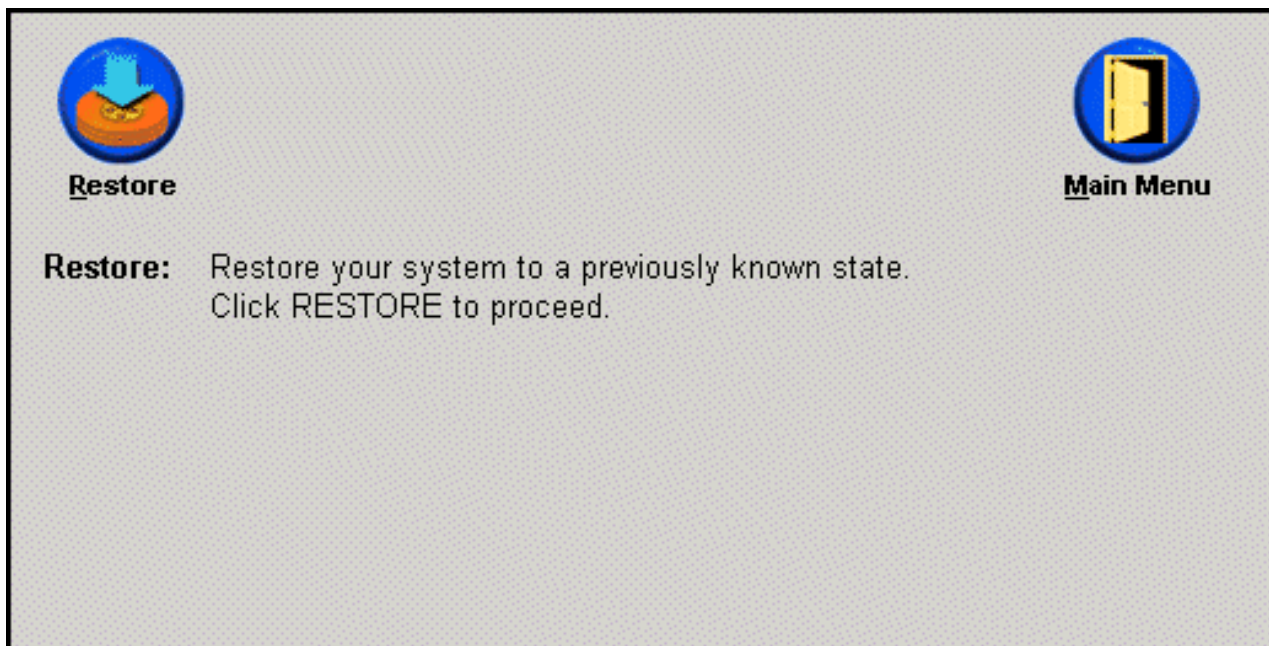 Restore
Main Menu
Restore: Restore your system to a previously known state.
Click RESTORE to proceed.